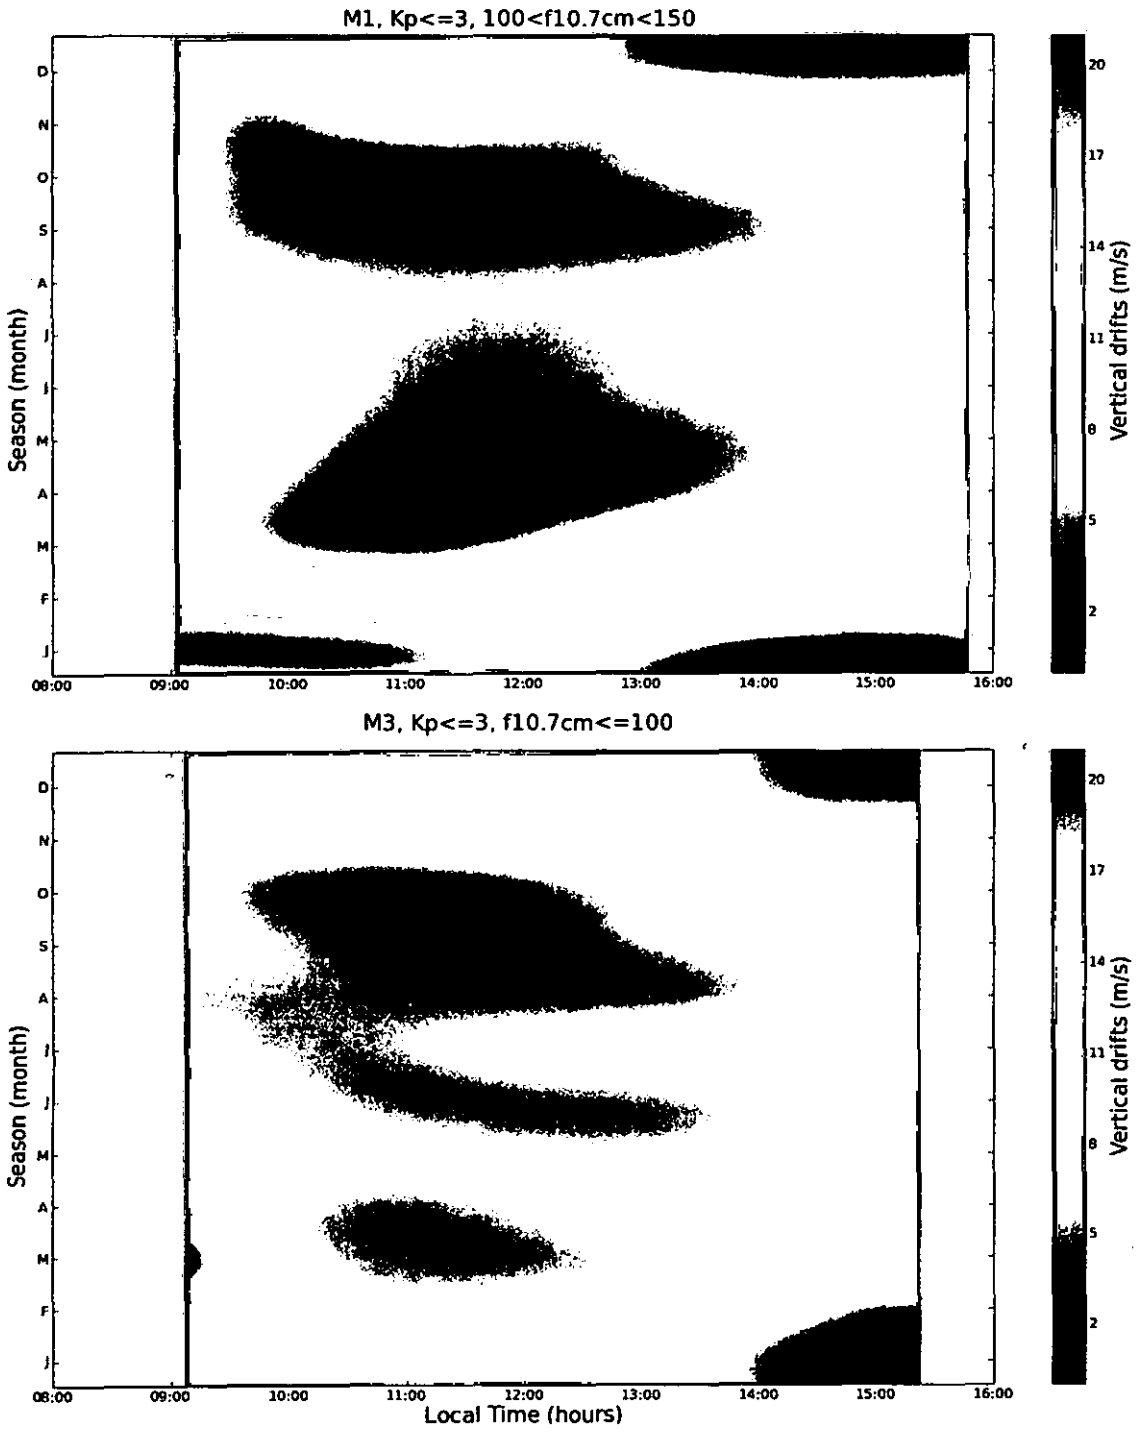 M1, Kp<=3, 100<f10.7cm<150
Season (month)
D
N
O
S
A
J
J
M
A
M
F
J
08:00 09:00 10:00 11:00 12:00 13:00 14:00 15:00 16:00
20
17
14
11
8
5
2
Vertical drifts (m/s)
M3, Kp<=3, f10.7cm<=100
Season (month)
D
N
O
S
A
J
J
M
A
M
F
J
08:00 09:00 10:00 11:00 12:00 13:00 14:00 15:00 16:00
Local Time (hours)
20
17
14
11
8
5
2
Vertical drifts (m/s)